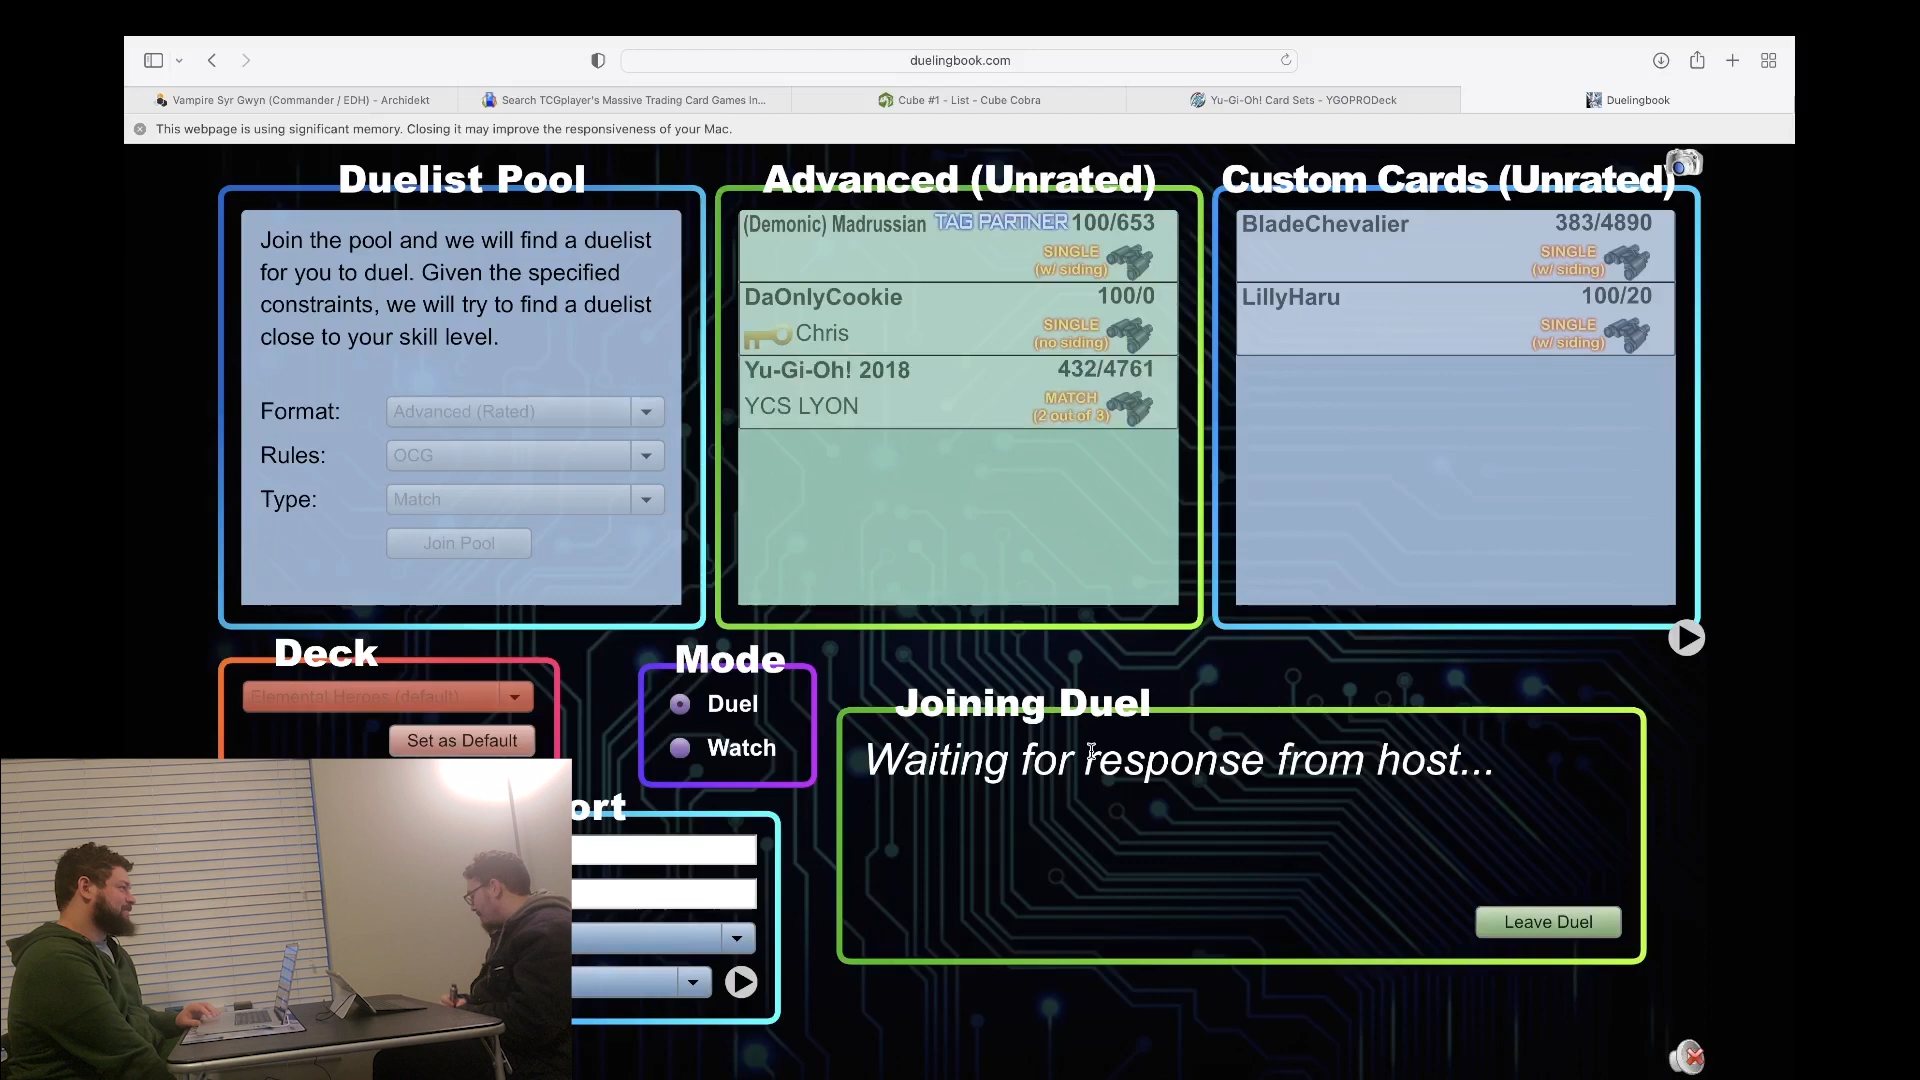 duelingbook.com
Vampire Syr Gwyn (Commander / EDH) - Archidekt
Search TCGplayer's Massive Trading Card Games In...
Cube #1 - List - Cube Cobra
Yu-Gi-Oh! Card Sets - YGOPRODeck
Duelingbook
This webpage is using significant memory. Closing it may improve the responsiveness of your Mac.
Duelist Pool
Join the pool and we will find a duelist
for you to duel. Given the specified
constraints, we will try to find a duelist
close to your skill level.
Format: Advanced (Rated)
Rules: OCG
Type: Match
Join Pool
Advanced (Unrated)
(Demonic) Madrussian TAG PARTNER 100/653
SINGLE
(w/ siding)
DaOnlyCookie 100/0
Chris
SINGLE
(no siding)
Yu-Gi-Oh! 2018 432/4761
YCS LYON
MATCH
(2 out of 3)
Custom Cards (Unrated)
BladeChevalier 383/4890
SINGLE
(w/ siding)
LillyHaru 100/20
SINGLE
(w/ siding)
Deck
Elemental Heroes (default)
Set as Default
Mode
Duel
Watch
ort
Joining Duel
Waiting for response from host...
Leave Duel